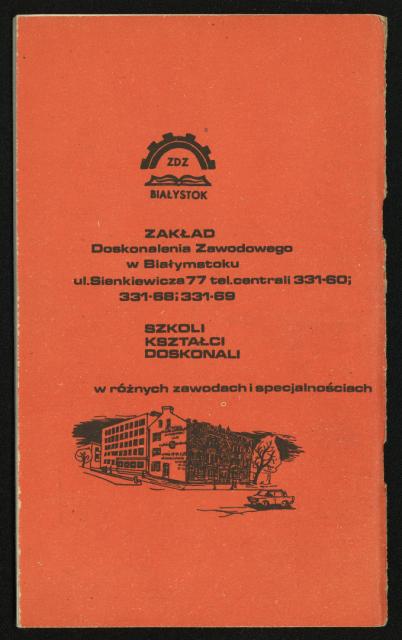 ZDZ
BIAŁYSTOK
ZAKŁAD
Doskonalenia Zawodowego
w Białymstoku
ul.Sienkiewicza 77 tel.centrali 331-60;
331-68; 331-69
SZKOLI
KSZTAŁCI
DOSKONALI
w różnych zawodach i specjalnościach